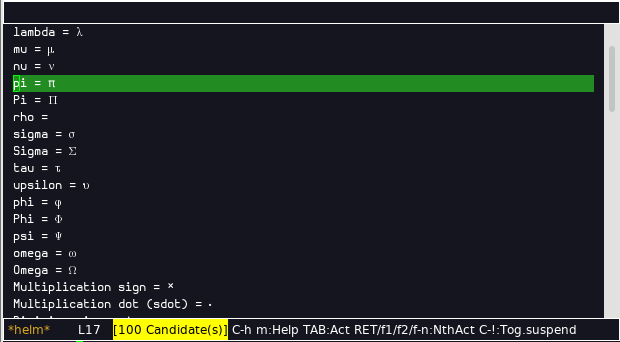 lambda = λ
mu = μ
nu = ν
pi = π
Pi = Π
rho =
sigma = σ
Sigma = Σ
tau = τ
upsilon = υ
phi = φ
Phi = Φ
psi = Ψ
omega = ω
Omega = Ω
Multiplication sign = ×
Multiplication dot (sdot) = ·
*helm* L17 [100 Candidate(s)] C-h m:Help TAB:Act RET/f1/f2/f-n:NthAct C-!:Tog.suspend